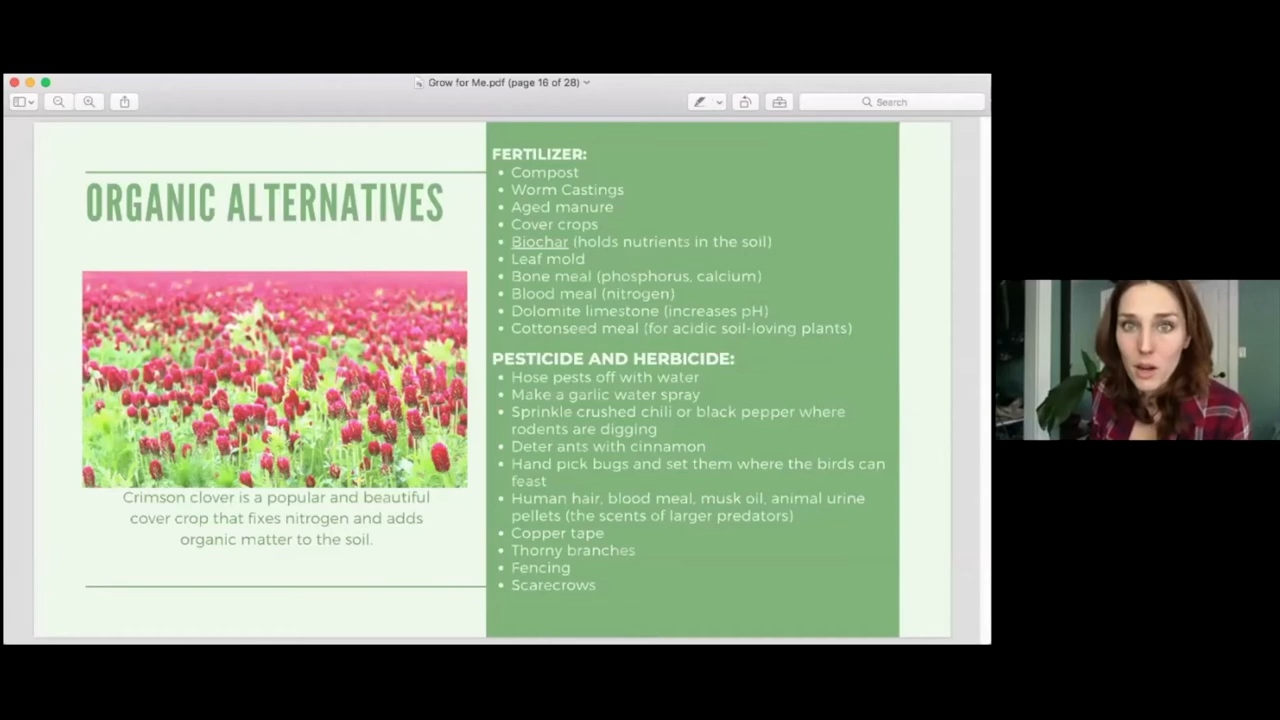 Grow for Me.pdf (page 16 of 28)
Search
ORGANIC ALTERNATIVES
Crimson clover is a popular and beautiful
cover crop that fixes nitrogen and adds
organic matter to the soil.
FERTILIZER:
• Compost
• Worm Castings
• Aged manure
• Cover crops
• Biochar (holds nutrients in the soil)
• Leaf mold
• Bone meal (phosphorus, calcium)
• Blood meal (nitrogen)
• Dolomite limestone (increases pH)
• Cottonseed meal (for acidic soil-loving plants)
PESTICIDE AND HERBICIDE:
• Hose pests off with water
• Make a garlic water spray
• Sprinkle crushed chili or black pepper where
rodents are digging
• Deter ants with cinnamon
• Hand pick bugs and set them where the birds can
feast
• Human hair, blood meal, musk oil, animal urine
pellets (the scents of larger predators)
• Copper tape
• Thorny branches
• Fencing
• Scarecrows